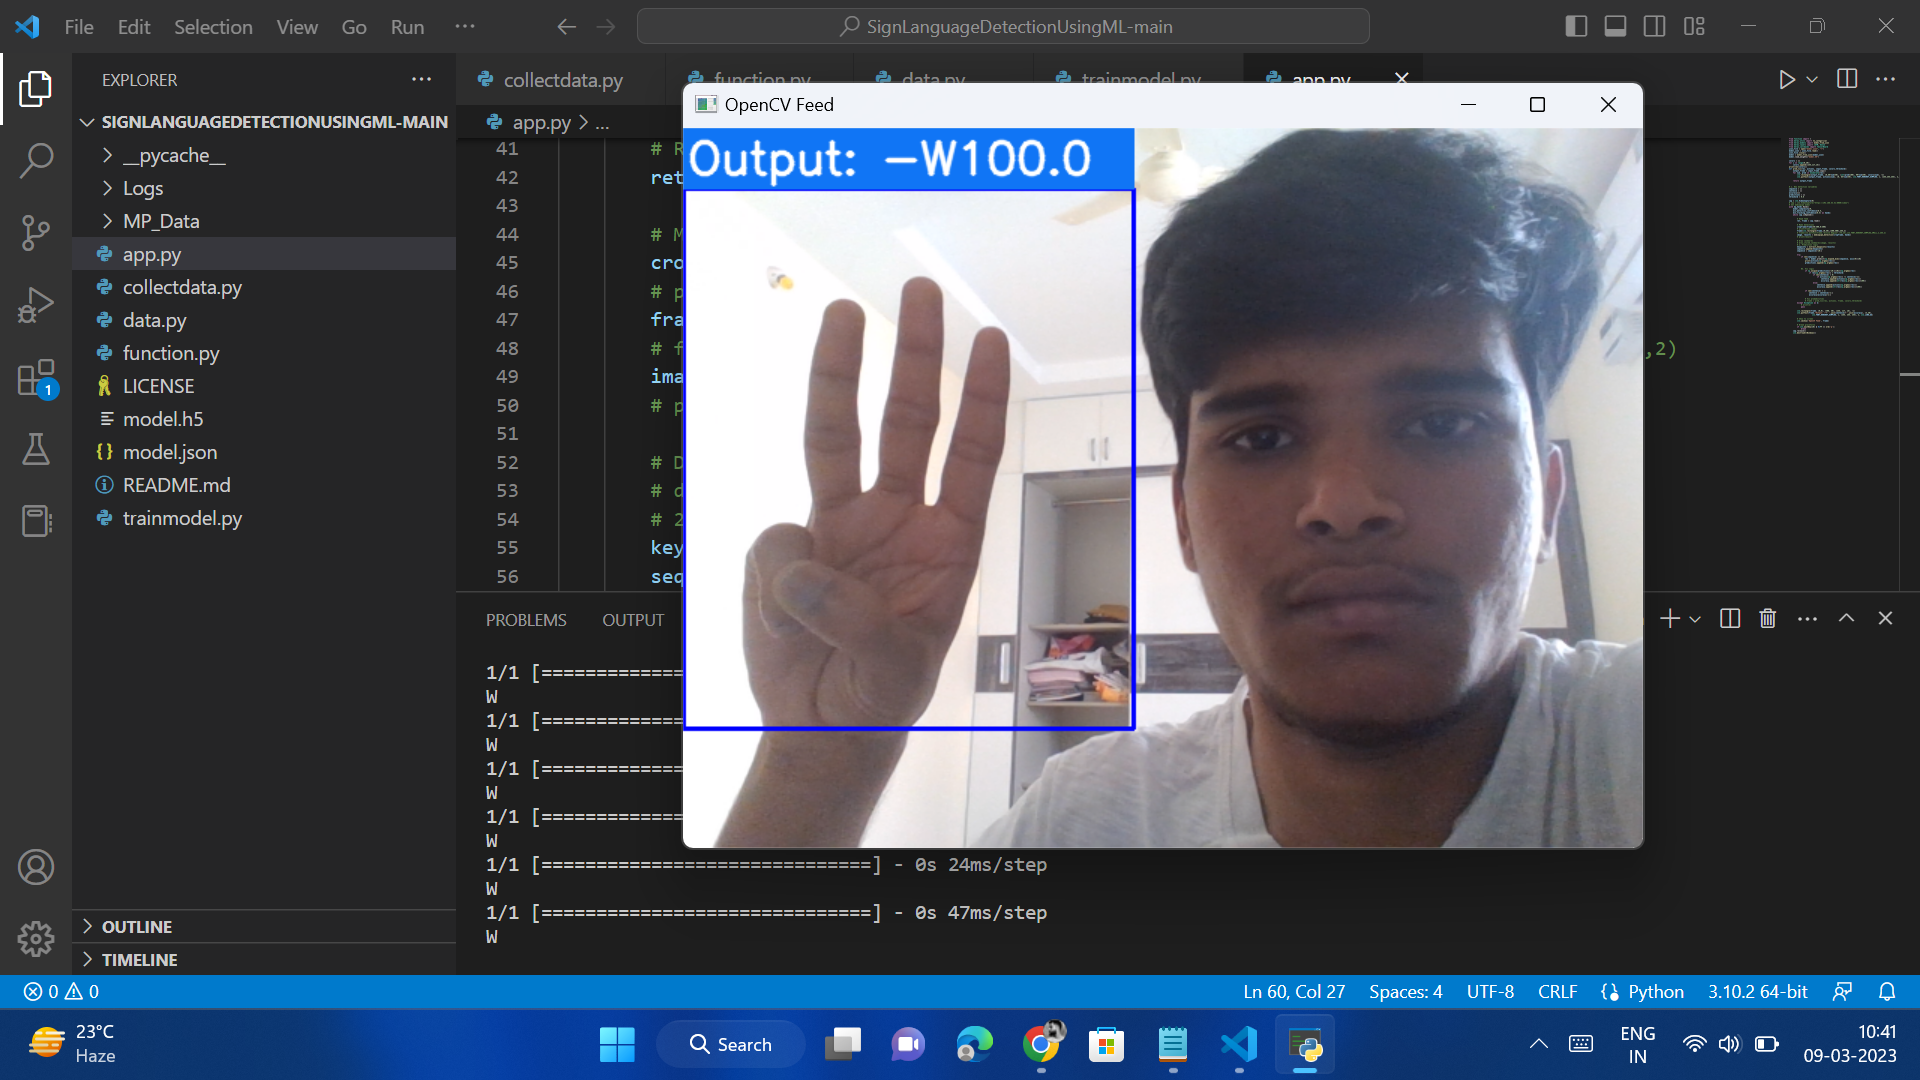 File Edit Selection View Go Run ···
SignLanguageDetectionUsingML-main
EXPLORER
SIGNLANGUAGEDETECTIONUSINGML-MAIN
__pycache__
Logs
MP_Data
app.py
collectdata.py
data.py
function.py
LICENSE
model.h5
model.json
README.md
trainmodel.py
OUTLINE
TIMELINE
1
collectdata.py function.py data.py trainmodel.py app.py
app.py > ...
41 # R
42 ret
43
44 # M
45 cro
46 # p
47 fra
48 # f ,2)
49 ima
50 # p
51
52 # D
53 # d
54 # 2
55 key
56 seq
OpenCV Feed
Output: -W100.0
PROBLEMS OUTPUT
1/1 [=============
W
1/1 [=============
W
1/1 [=============
W
1/1 [=============
W
1/1 [==============================] - 0s 24ms/step
W
1/1 [==============================] - 0s 47ms/step
W
0 0 Ln 60, Col 27 Spaces: 4 UTF-8 CRLF Python 3.10.2 64-bit
23°C
Haze
Search
ENG
IN
10:41
09-03-2023